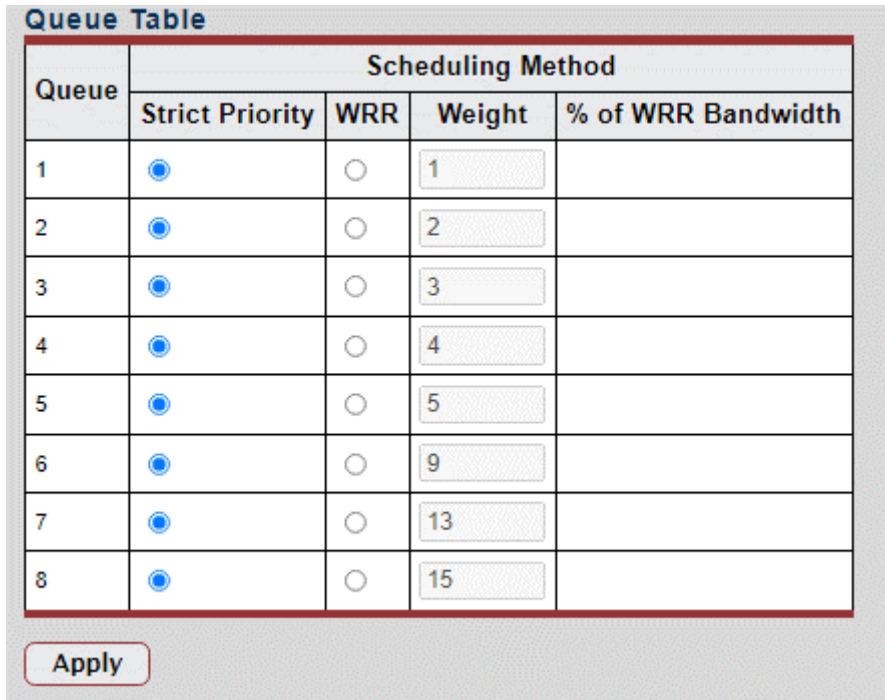 Queue Table
Queue
Scheduling Method
Strict Priority WRR Weight % of WRR Bandwidth
1 1
2 2
3 3
4 4
5 5
6 9
7 13
8 15
Apply